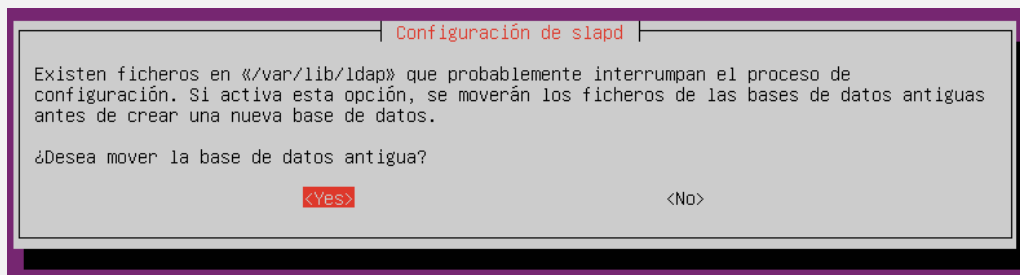 Configuración de slapd
Existen ficheros en «/var/lib/ldap» que probablemente interrumpan el proceso de
configuración. Si activa esta opción, se moverán los ficheros de las bases de datos antiguas
antes de crear una nueva base de datos.
¿Desea mover la base de datos antigua?
<Yes> <No>